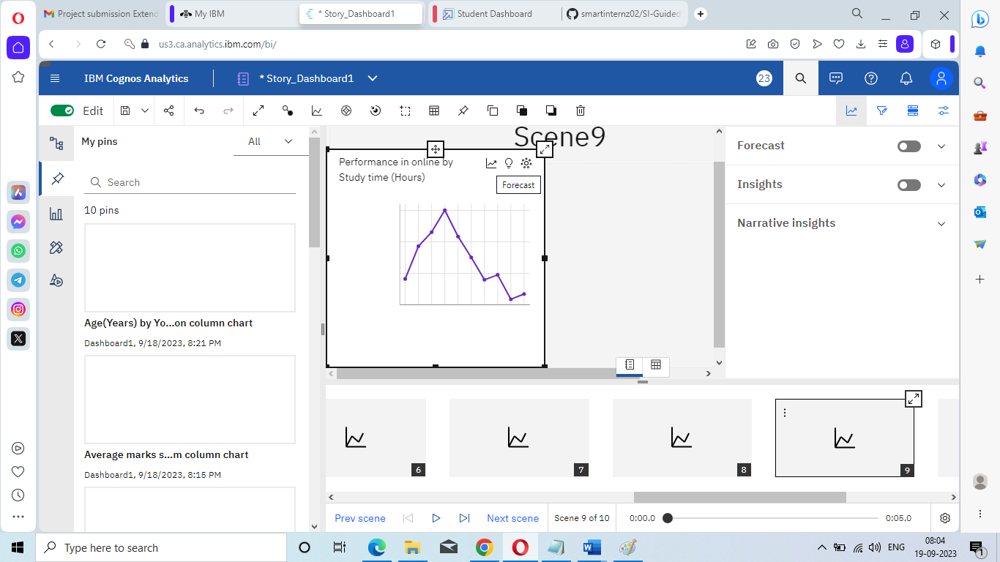 Project submission Extend
My IBM
* Story_Dashboard1
Student Dashboard
smartinternz02/SI-Guided
us3.ca.analytics.ibm.com/bi/
IBM Cognos Analytics
* Story_Dashboard1
23
Edit
My pins
All
Search
10 pins
Age(Years) by Yo...on column chart
Dashboard1, 9/18/2023, 8:21 PM
Average marks s...m column chart
Dashboard1, 9/18/2023, 8:15 PM
Scene9
Performance in online by
Study time (Hours)
Forecast
Forecast
Insights
Narrative insights
6
7
8
9
Prev scene
Next scene
Scene 9 of 10
0:00.0
0:05.0
Type here to search
ENG
08:04
19-09-2023
1